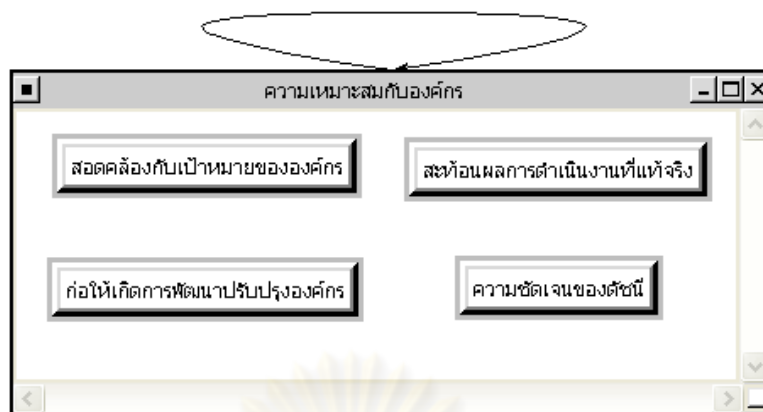 ความเหมาะสมกับองค์กร
สอดคล้องกับเป้าหมายขององค์กร
สะท้อนผลการดำเนินงานที่แท้จริง
ก่อให้เกิดการพัฒนาปรับปรุงองค์กร
ความชัดเจนของดัชนี